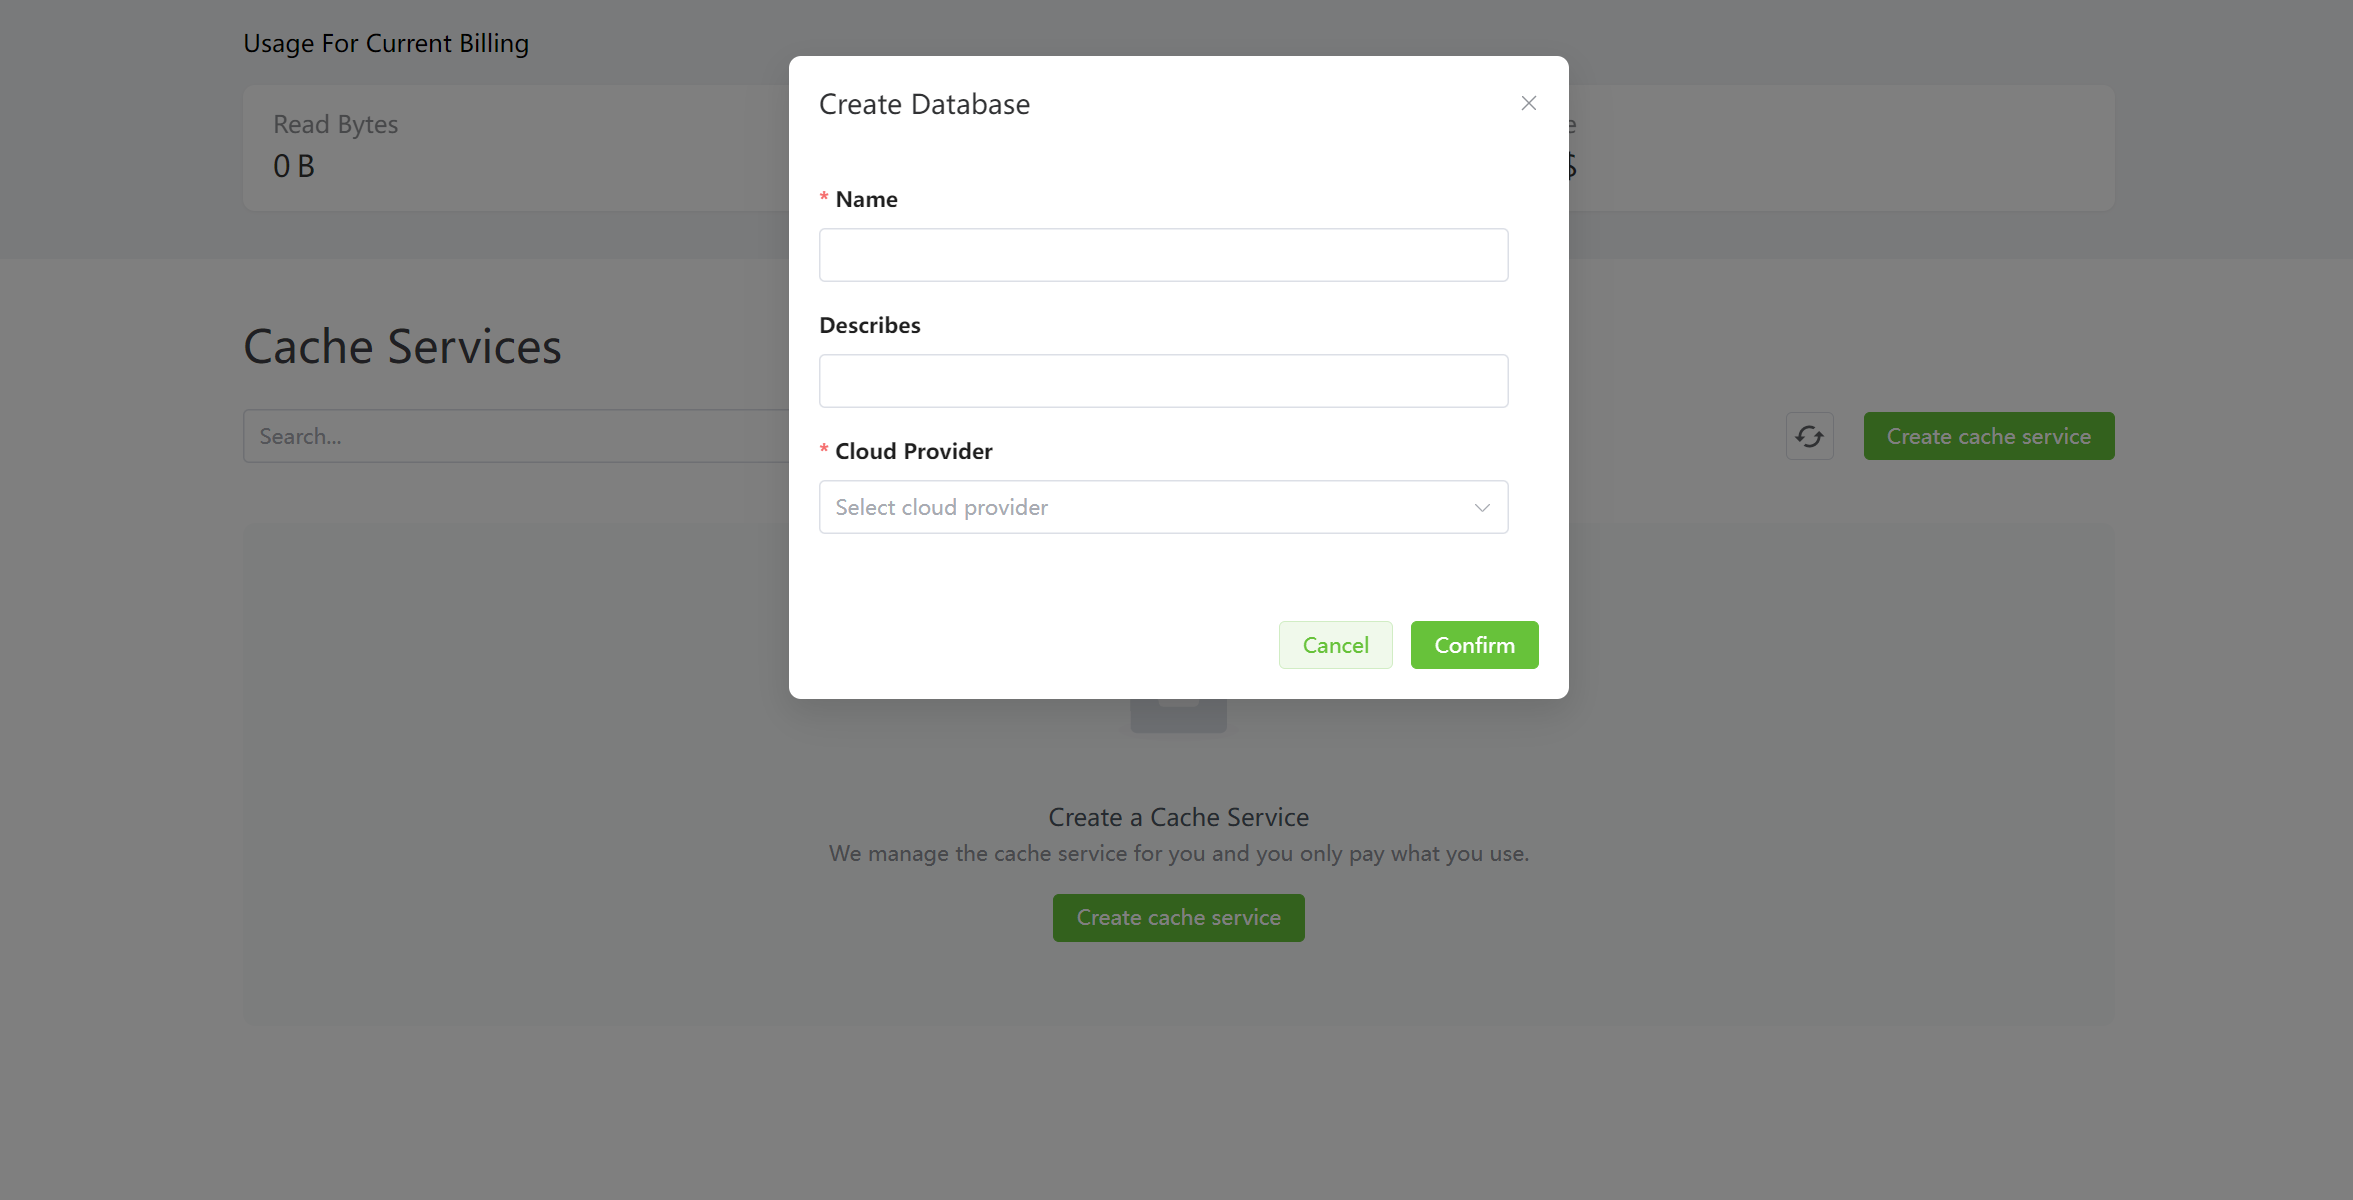 Usage For Current Billing
Read Bytes
0 B
$
Create Database
* Name
Describes
* Cloud Provider
Select cloud provider
Cancel
Confirm
Cache Services
Search...
Create cache service
Create a Cache Service
We manage the cache service for you and you only pay what you use.
Create cache service